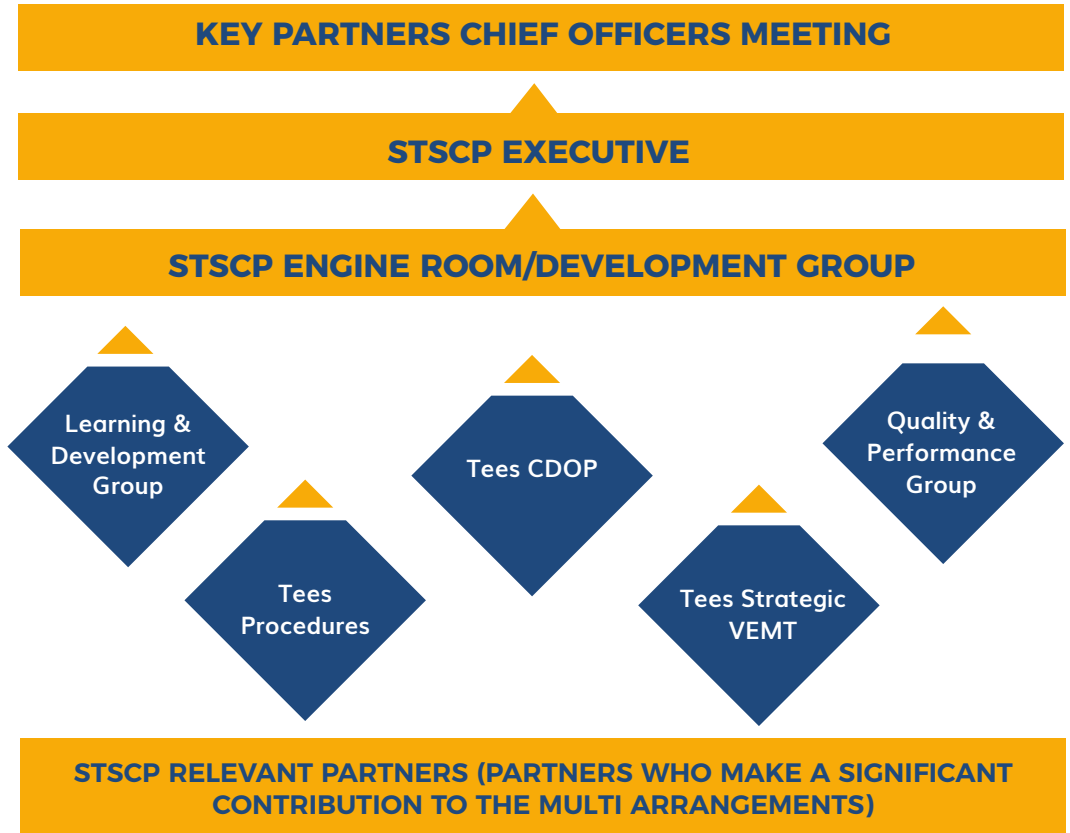 KEY PARTNERS CHIEF OFFICERS MEETING
STSCP EXECUTIVE
STSCP ENGINE ROOM/DEVELOPMENT GROUP
Learning &
Development
Group
Tees
Procedures
Tees CDOP
Tees Strategic
VEMT
Quality &
Performance
Group
STSCP RELEVANT PARTNERS (PARTNERS WHO MAKE A SIGNIFICANT
CONTRIBUTION TO THE MULTI ARRANGEMENTS)